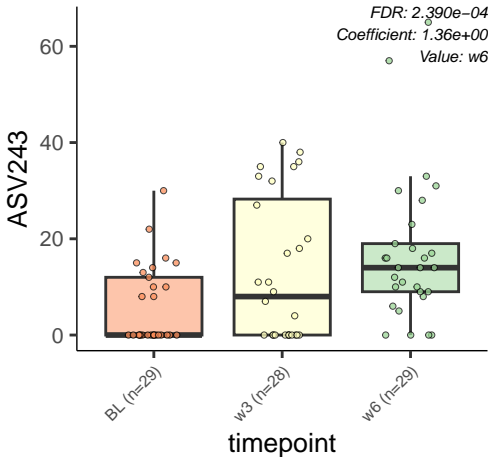 FDR: 2.390e−04
Coefficient: 1.36e+00
Value: w6
60
40
20
0
ASV243
BL (n=29)
w3 (n=28)
w6 (n=29)
timepoint